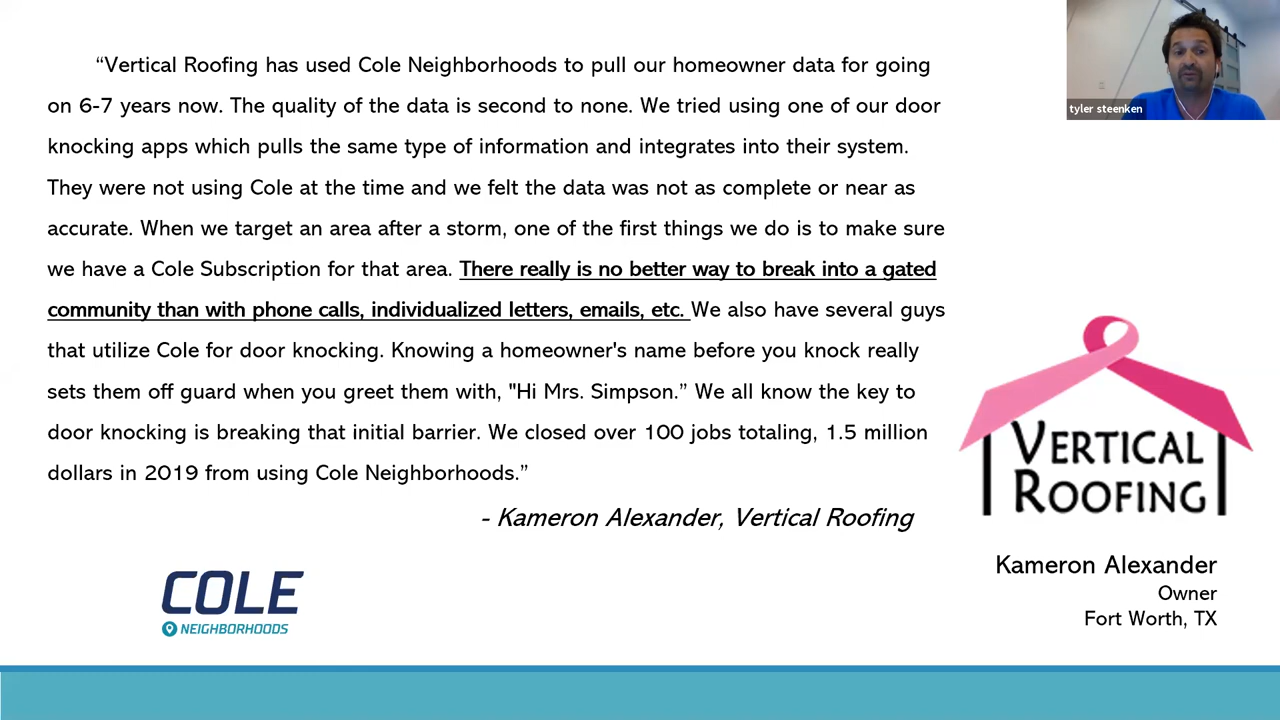 “Vertical Roofing has used Cole Neighborhoods to pull our homeowner data for going
on 6-7 years now. The quality of the data is second to none. We tried using one of our door
knocking apps which pulls the same type of information and integrates into their system.
They were not using Cole at the time and we felt the data was not as complete or near as
accurate. When we target an area after a storm, one of the first things we do is to make sure
we have a Cole Subscription for that area. There really is no better way to break into a gated
community than with phone calls, individualized letters, emails, etc. We also have several guys
that utilize Cole for door knocking. Knowing a homeowner's name before you knock really
sets them off guard when you greet them with, "Hi Mrs. Simpson.” We all know the key to
door knocking is breaking that initial barrier. We closed over 100 jobs totaling, 1.5 million
dollars in 2019 from using Cole Neighborhoods.”
- Kameron Alexander, Vertical Roofing
tyler steenken
VERTICAL
ROOFING
Kameron Alexander
Owner
Fort Worth, TX
COLE
NEIGHBORHOODS